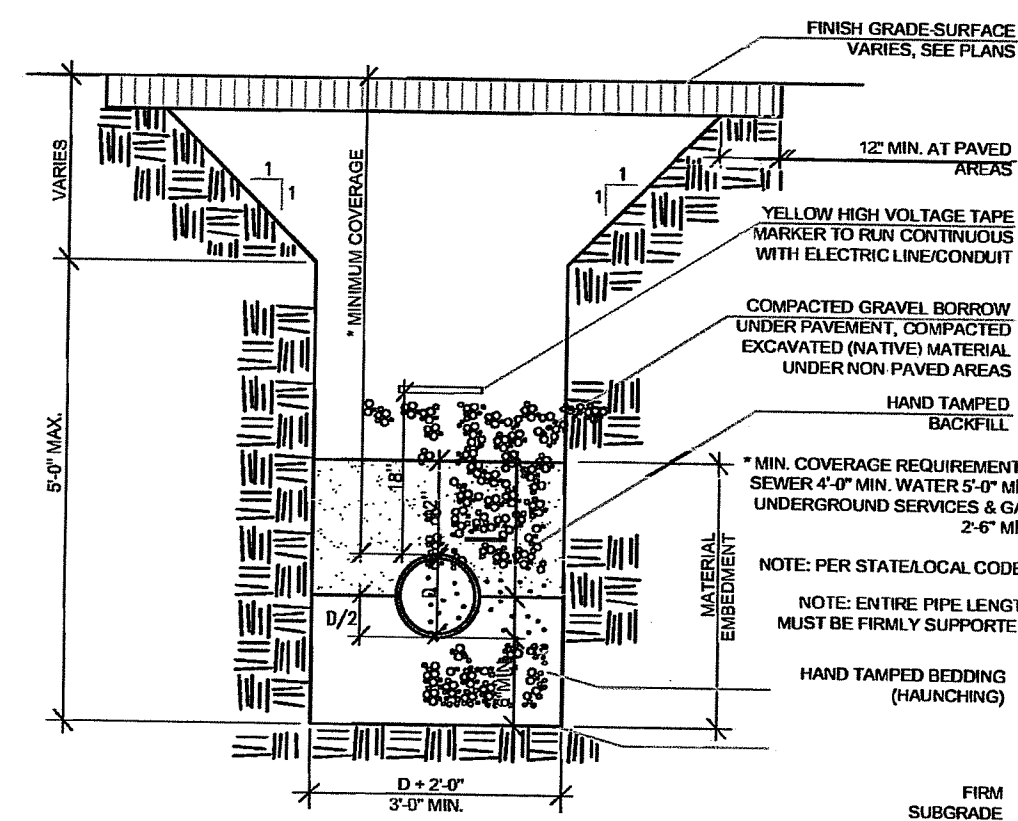 FINISH GRADE-SURFACE
VARIES, SEE PLANS
12" MIN. AT PAVED
AREAS
YELLOW HIGH VOLTAGE TAPE
MARKER TO RUN CONTINUOUS
WITH ELECTRIC LINE/CONDUIT
COMPACTED GRAVEL BORROW
UNDER PAVEMENT, COMPACTED
EXCAVATED (NATIVE) MATERIAL
UNDER NON PAVED AREAS
HAND TAMPED
BACKFILL
* MIN. COVERAGE REQUIREMENT
SEWER 4'-0" MIN. WATER 5'-0" MI
UNDERGROUND SERVICES & GA
2'-6" MI
NOTE: PER STATE/LOCAL CODE
NOTE: ENTIRE PIPE LENGT
MUST BE FIRMLY SUPPORTE
HAND TAMPED BEDDING
(HAUNCHING)
FIRM
SUBGRADE
VARIES
5'-0" MAX.
* MINIMUM COVERAGE
1
1
1
1
18"
D
D/2
MATERIAL
EMBEDMENT
D + 2'-0"
3'-0" MIN.